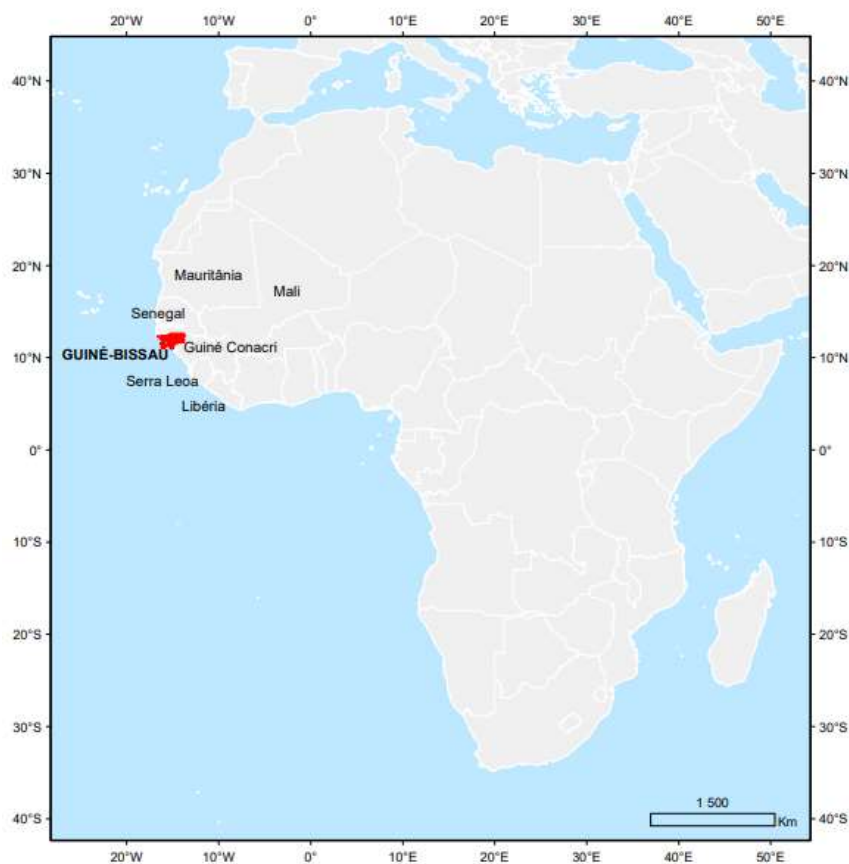 20°W 10°W 0° 10°E 20°E 30°E 40°E 50°E
40°N 40°N
30°N 30°N
20°N 20°N
Mauritânia
Mali
Senegal
Guiné Conacri
GUINÉ-BISSAU
10°N 10°N
Serra Leoa
Libéria
0° 0°
10°S 10°S
20°S 20°S
30°S 30°S
1 500
Km
40°S 40°S
20°W 10°W 0° 10°E 20°E 30°E 40°E 50°E